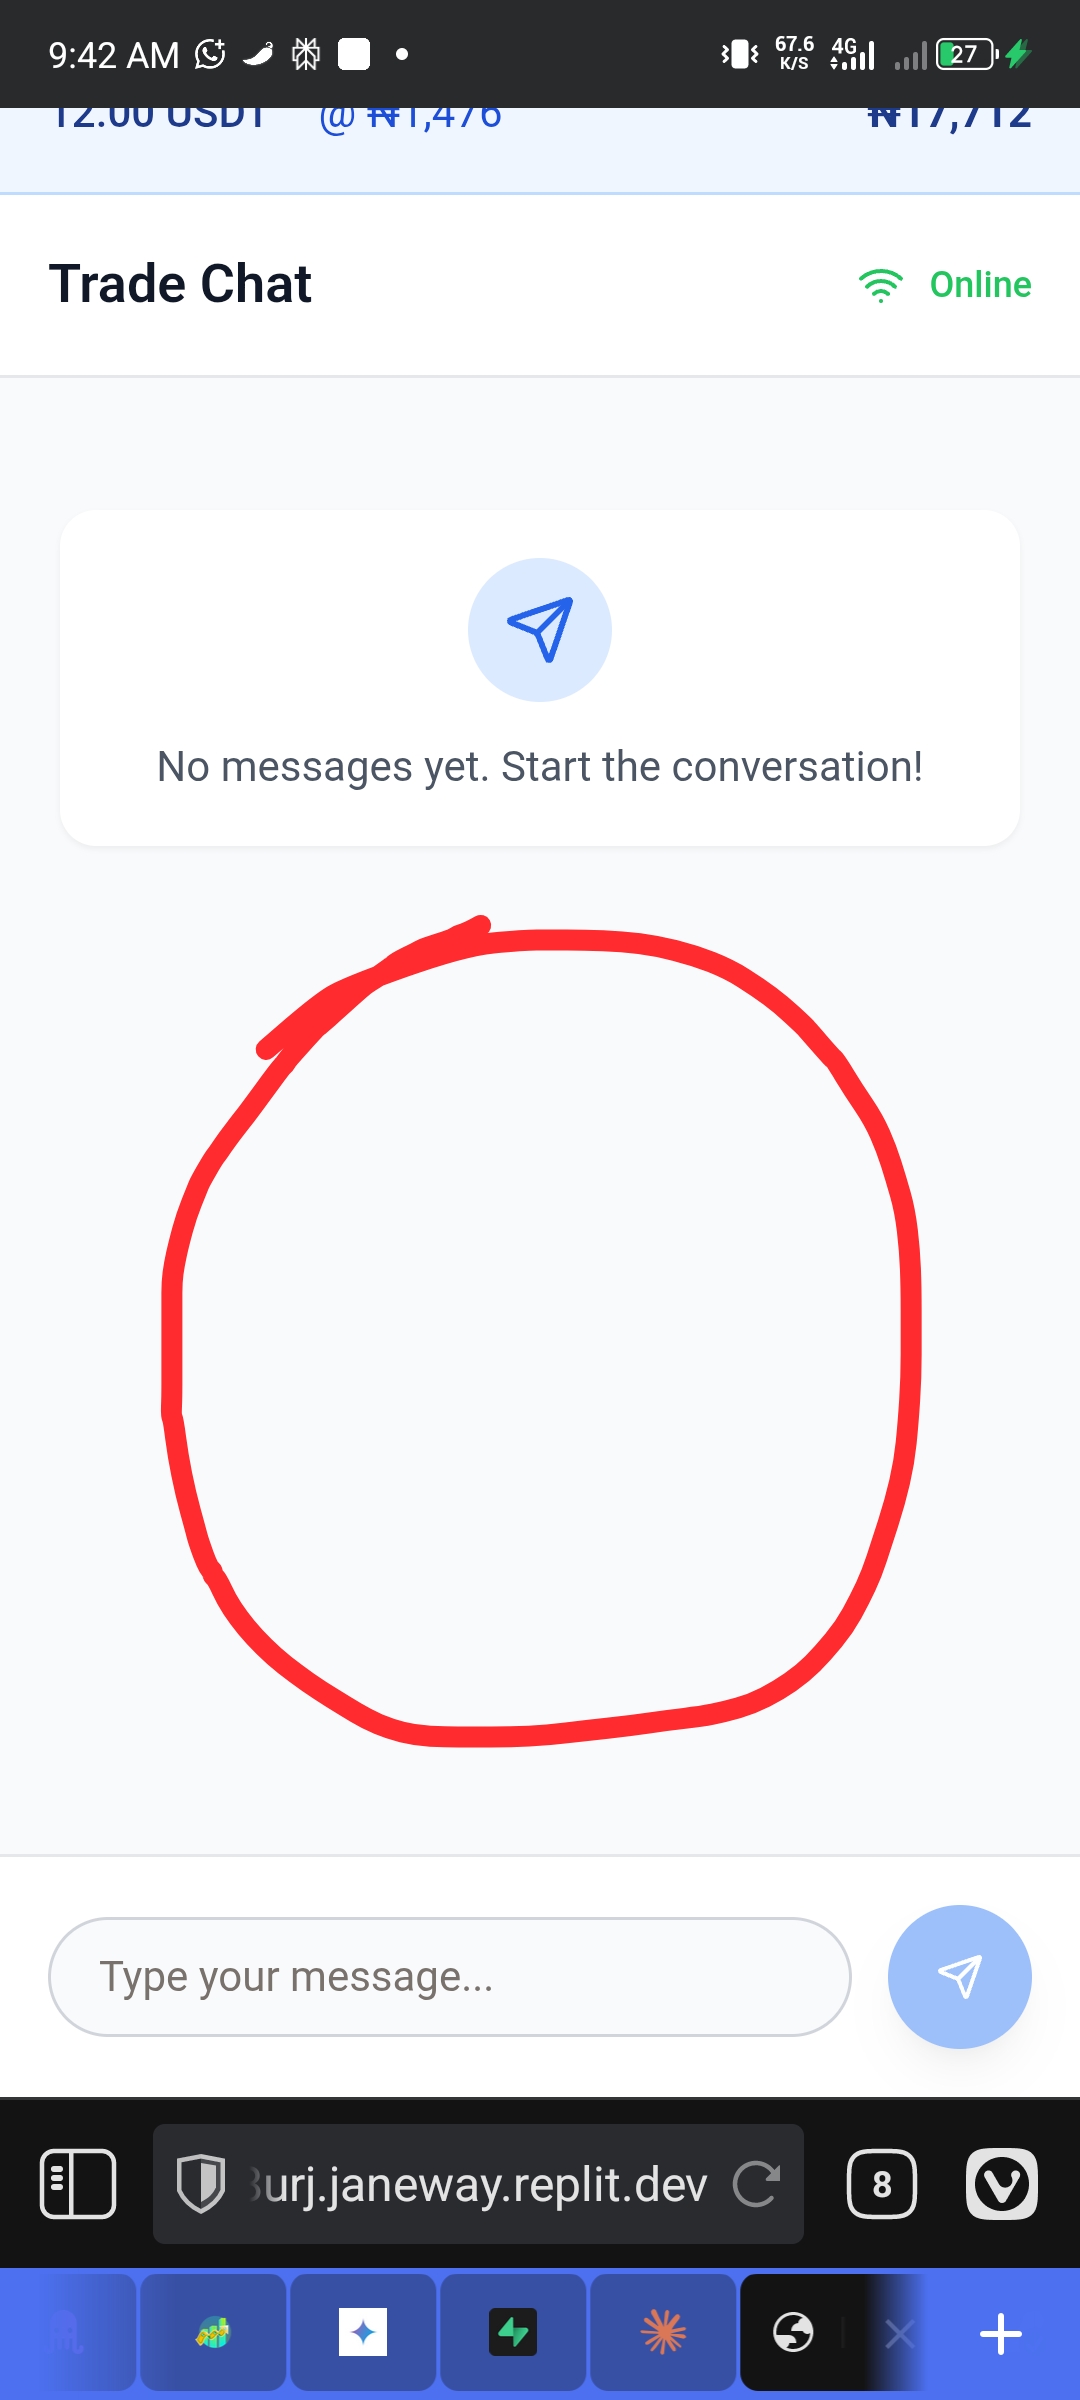 9:42 AM
67.6 K/S
4G
27
12.00 USDT @ ₦1,476 ₦17,712
Trade Chat
Online
No messages yet. Start the conversation!
Type your message...
urj.janeway.replit.dev
8